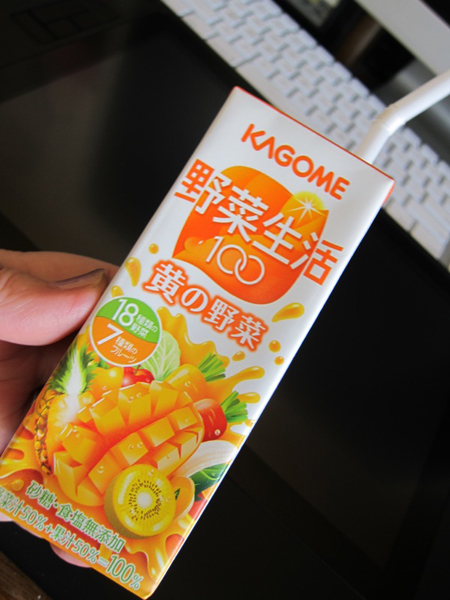 KAGOME
野菜生活
100
黄の野菜
18種類の
野菜
7種類の
フルーツ
砂糖・食塩無添加
菜汁50%+果汁50%=100%